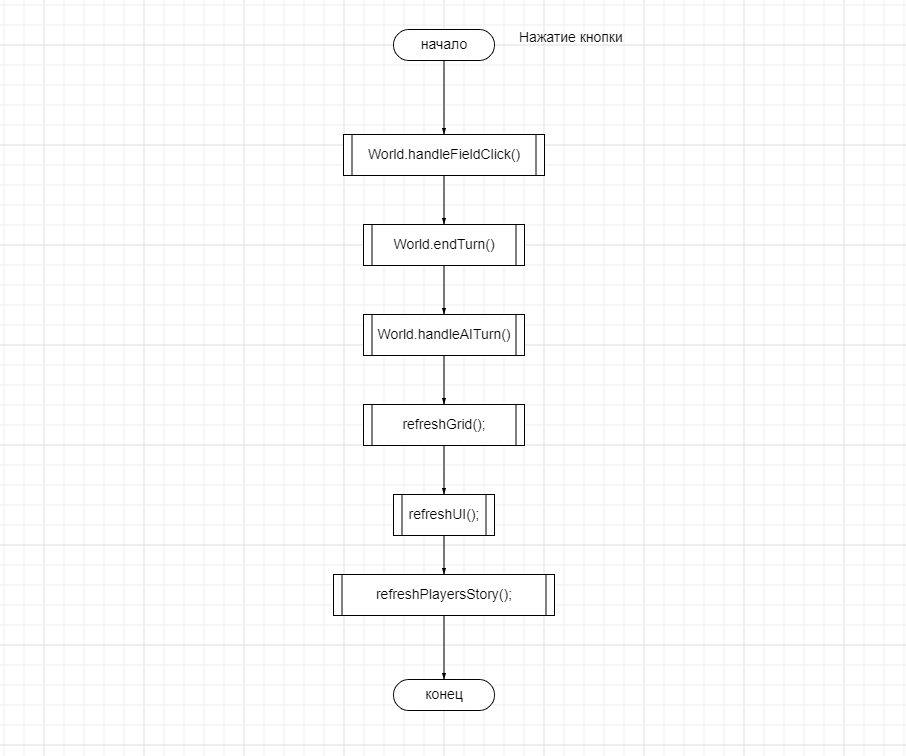 начало
Нажатие кнопки
World.handleFieldClick()
World.endTurn()
World.handleAITurn()
refreshGrid();
refreshUI();
refreshPlayersStory();
конец